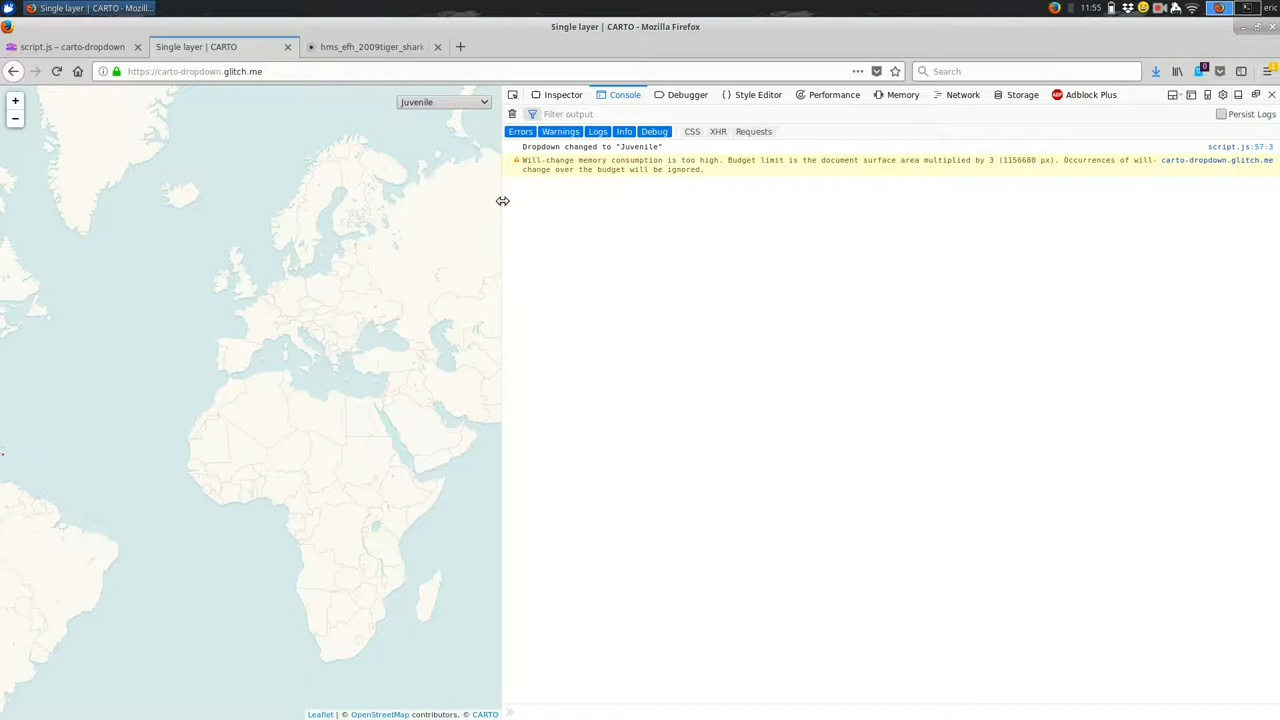 Single layer | CARTO - Mozill...
11:55
eric
Single layer | CARTO - Mozilla Firefox
script.js – carto-dropdown
Single layer | CARTO
hms_efh_2009tiger_shark
https://carto-dropdown.glitch.me
Search
0
+
-
Juvenile
Inspector
Console
Debugger
Style Editor
Performance
Memory
Network
Storage
Adblock Plus
Filter output
Persist Logs
Errors
Warnings
Logs
Info
Debug
CSS
XHR
Requests
Dropdown changed to "Juvenile"
script.js:57:3
Will-change memory consumption is too high. Budget limit is the document surface area multiplied by 3 (1156680 px). Occurrences of will-
carto-dropdown.glitch.me
change over the budget will be ignored.
Leaflet | © OpenStreetMap contributors, © CARTO